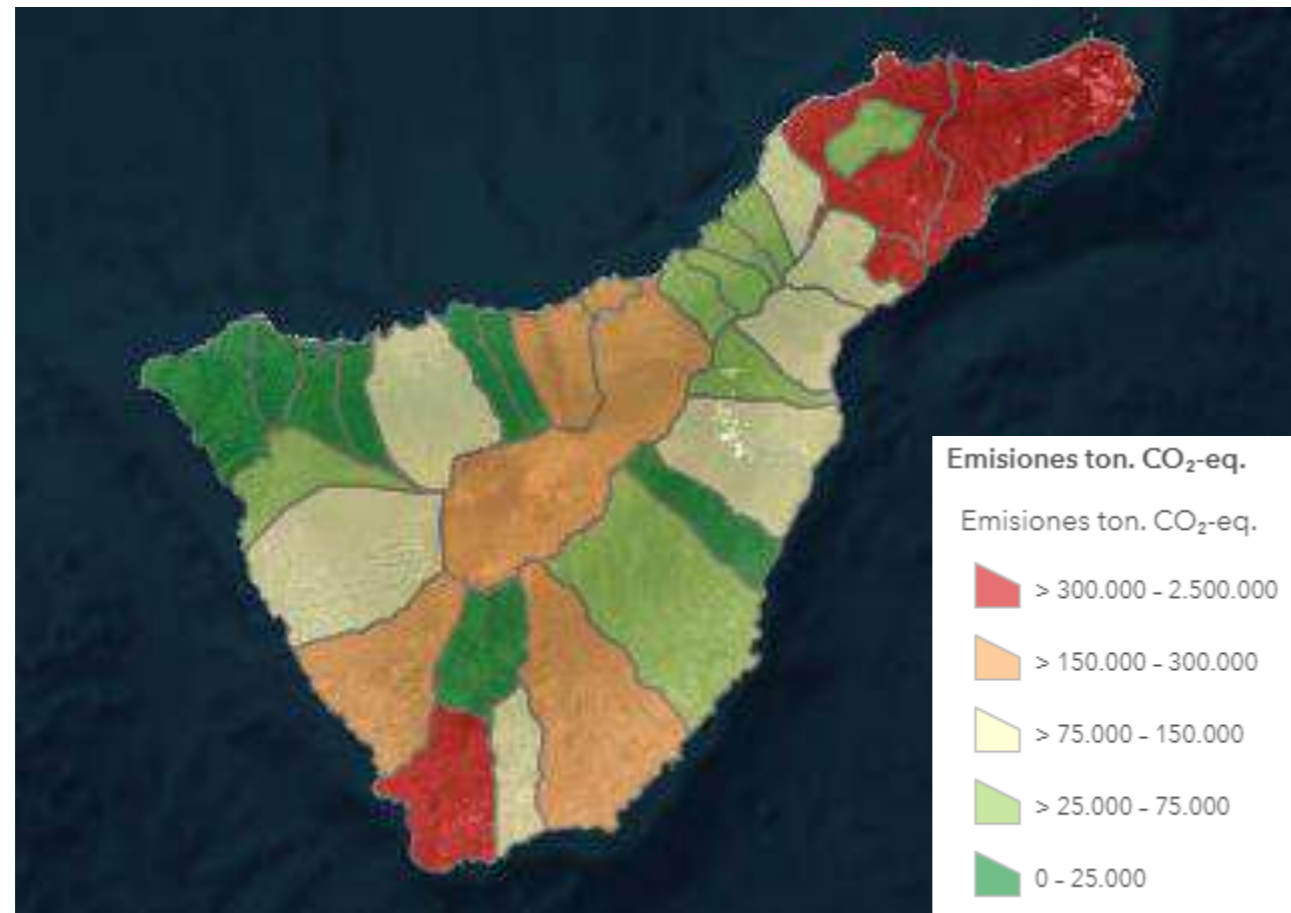 Emisiones ton. CO₂-eq.
Emisiones ton. CO₂-eq.
> 300.000 - 2.500.000
> 150.000 - 300.000
> 75.000 - 150.000
> 25.000 - 75.000
0 - 25.000